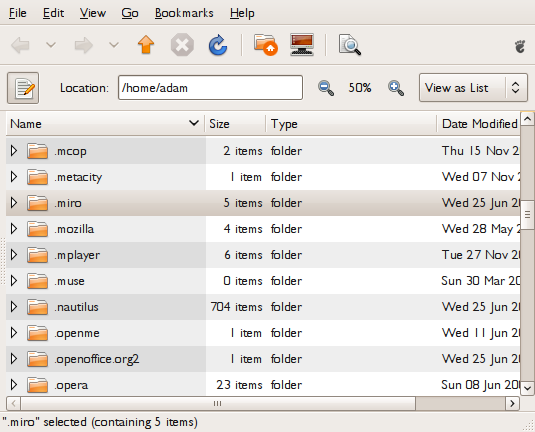 File Edit View Go Bookmarks Help
Location: /home/adam 50% View as List
Name Size Type Date Modified
.mcop 2 items folder Thu 15 Nov 2
.metacity 1 item folder Wed 07 Nov 2
.miro 5 items folder Wed 25 Jun 20
.mozilla 4 items folder Wed 28 May 2
.mplayer 6 items folder Tue 27 Nov 2
.muse 0 items folder Sun 30 Mar 20
.nautilus 704 items folder Wed 25 Jun 20
.openme 1 item folder Wed 11 Jun 20
.openoffice.org2 1 item folder Wed 25 Jun 20
.opera 23 items folder Sun 08 Jun 20
".miro" selected (containing 5 items)